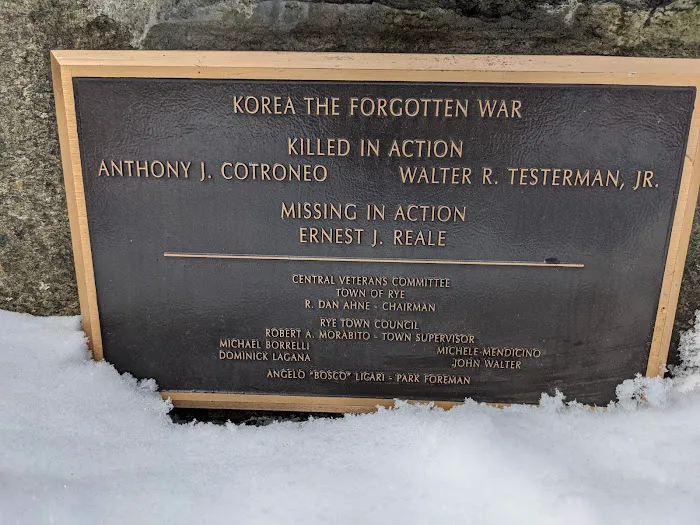 KOREA THE FORGOTTEN WAR
KILLED IN ACTION
ANTHONY J. COTRONEO WALTER R. TESTERMAN, JR.
MISSING IN ACTION
ERNEST J. REALE
CENTRAL VETERANS COMMITTEE
TOWN OF RYE
R. DAN AHNE - CHAIRMAN
RYE TOWN COUNCIL
ROBERT A. MORABITO - TOWN SUPERVISOR
MICHAEL BORRELLI MICHELE MENDICINO
DOMINICK LAGANA JOHN WALTER
ANGELO "BOSCO" LIGARI - PARK FOREMAN